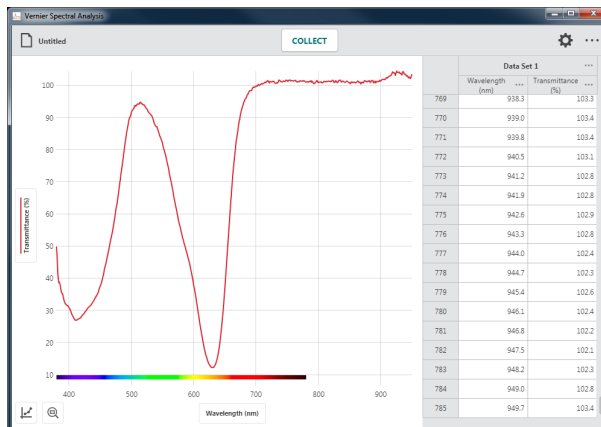 Vernier Spectral Analysis
Untitled
COLLECT
...
Data Set 1 ...
Wavelength (nm) ... Transmittance (%) ...
769 938.3 103.3
770 939.0 103.4
771 939.8 103.4
772 940.5 103.1
773 941.2 102.8
774 941.9 102.8
775 942.6 102.9
776 943.3 102.8
777 944.0 102.4
778 944.7 102.3
779 945.4 102.6
780 946.1 102.4
781 946.8 102.2
782 947.5 102.1
783 948.2 102.3
784 949.0 102.8
785 949.7 103.4
Transmittance (%)
100
90
80
70
60
50
40
30
20
10
400 500 600 700 800 900
Wavelength (nm)